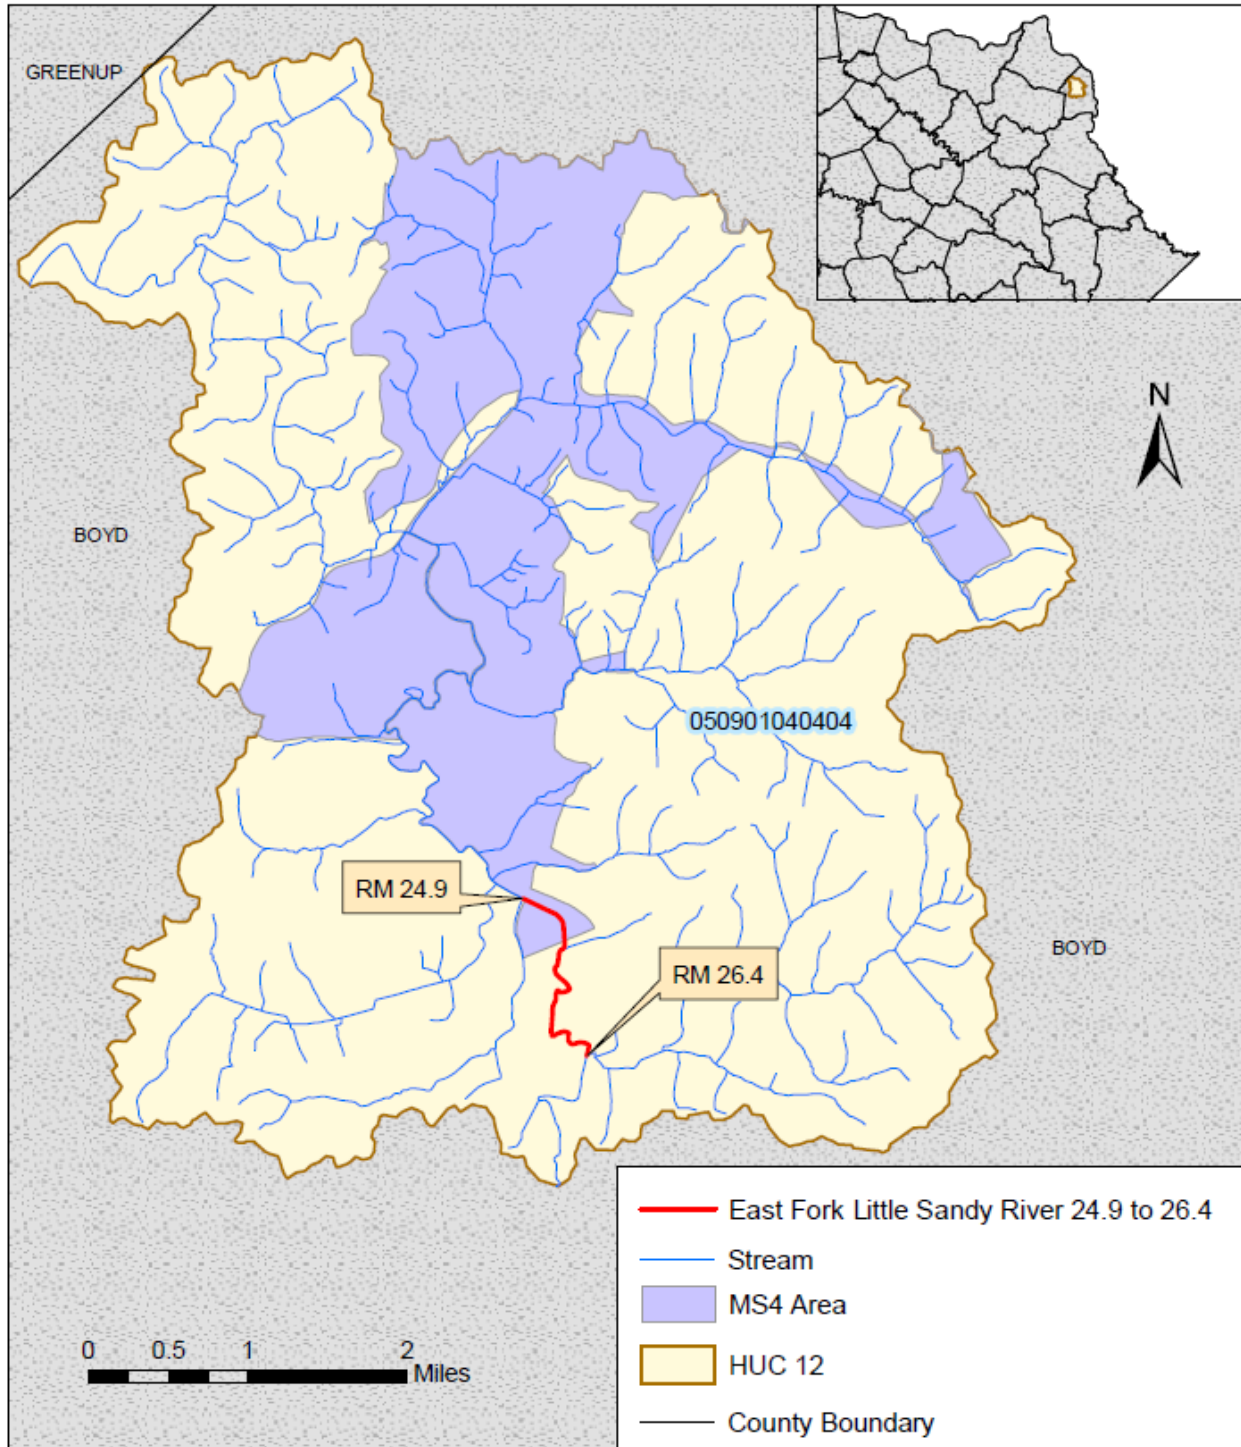 GREENUP
N
BOYD
050901040404
RM 24.9
BOYD
RM 26.4
East Fork Little Sandy River 24.9 to 26.4
Stream
MS4 Area
HUC 12
County Boundary
0 0.5 1 2
Miles